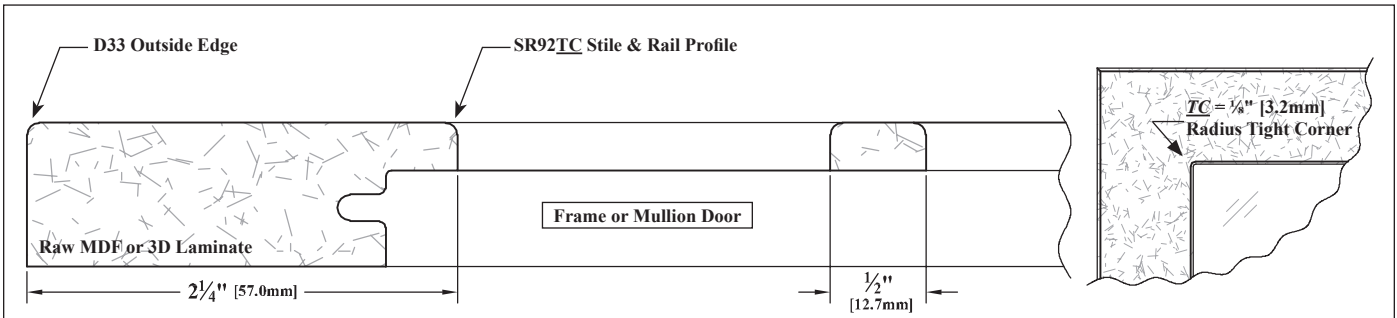 D33 Outside Edge
SR92TC Stile & Rail Profile
TC = ⅛" [3.2mm]
Radius Tight Corner
Frame or Mullion Door
Raw MDF or 3D Laminate
2¼" [57.0mm]
½"
[12.7mm]